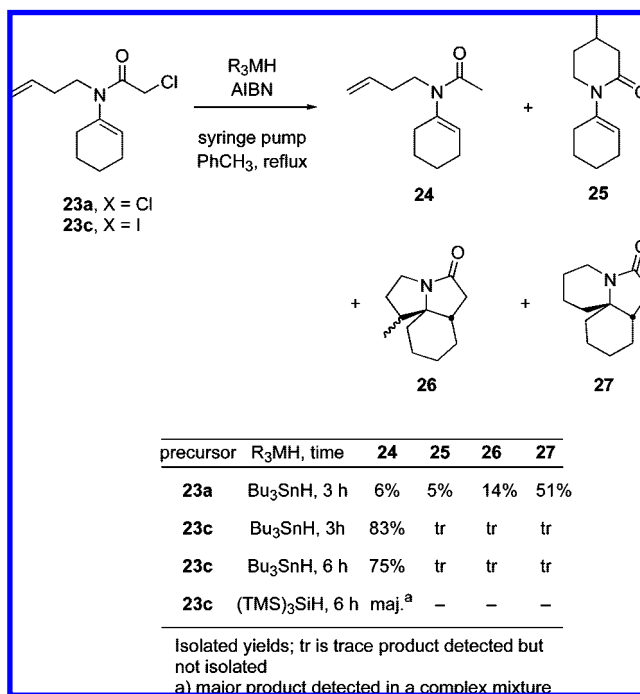 O
N
Cl
R3MH
AIBN
syringe pump
PhCH3, reflux
23a, X = Cl
23c, X = I
O
N
24
+
N
O
25
+
O
N
26
+
O
N
27
precursor R3MH, time 24 25 26 27
23a Bu3SnH, 3 h 6% 5% 14% 51%
23c Bu3SnH, 3h 83% tr tr tr
23c Bu3SnH, 6 h 75% tr tr tr
23c (TMS)3SiH, 6 h maj.a – – –
Isolated yields; tr is trace product detected but
not isolated
a) major product detected in a complex mixture